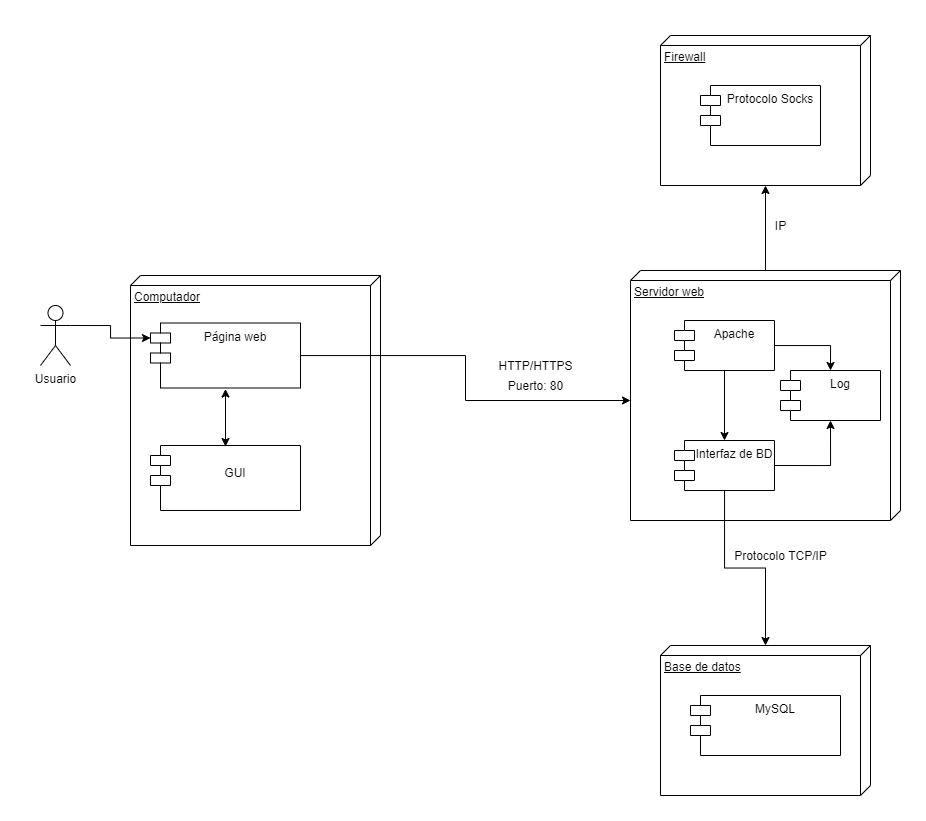 Firewall
Protocolo Socks
IP
Computador
Página web
Usuario
GUI
HTTP/HTTPS
Puerto: 80
Servidor web
Apache
Log
Interfaz de BD
Protocolo TCP/IP
Base de datos
MySQL